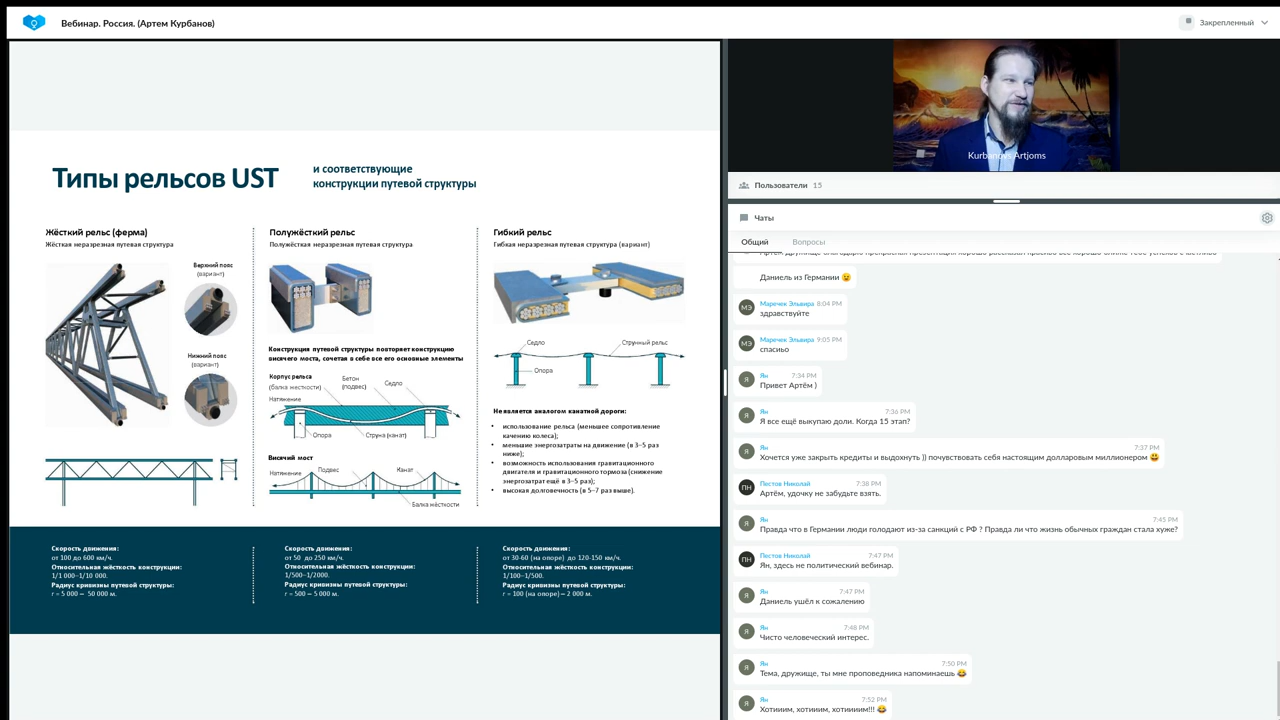 Вебинар. Россия. (Артем Курбанов)
Закрепленный
Типы рельсов UST
и соответствующие
конструкции путевой структуры
Жёсткий рельс (ферма)
Жёсткая неразрезная путевая структура
Верхний пояс
(вариант)
Нижний пояс
(вариант)
Полужёсткий рельс
Полужёсткая неразрезная путевая структура
Конструкция путевой структуры повторяет конструкцию
висячего моста, сочетая в себе все его основные элементы
Корпус рельса
(балка жесткости)
Бетон
(подвес)
Седло
Натяжение
Опора
Струна (канат)
Висячий мост
Натяжение
Подвес
Канат
Балка жёсткости
Гибкий рельс
Гибкая неразрезная путевая структура (вариант)
Седло
Струнный рельс
Опора
Не является аналогом канатной дороги:
• использование рельса (меньшее сопротивление
качению колеса);
• меньшие энергозатраты на движение (в 3–5 раз
ниже);
• возможность использования гравитационного
двигателя и гравитационного тормоза (снижение
энергозатрат ещё в 3–5 раз);
• высокая долговечность (в 5–7 раз выше).
Скорость движения:
от 100 до 600 км/ч.
Относительная жёсткость конструкции:
1/1 000–1/10 000.
Радиус кривизны путевой структуры:
r = 5 000 – 50 000 м.
Скорость движения:
от 50 до 250 км/ч.
Относительная жёсткость конструкции:
1/500–1/2000.
Радиус кривизны путевой структуры:
r = 500 – 5 000 м.
Скорость движения:
от 30-60 (на опоре) до 120-150 км/ч.
Относительная жёсткость конструкции:
1/100–1/500.
Радиус кривизны путевой структуры:
r = 100 (на опоре) – 2 000 м.
Kurbanovs Artjoms
Пользователи 15
Чаты
Общий Вопросы
Даниель из Германии 😉
МЭ Маречек Эльвира 8:04 PM
здравствуйте
МЭ Маречек Эльвира 9:05 PM
спасиьо
Я Ян 7:34 PM
Привет Артём )
Я Ян 7:36 PM
Я все ещё выкупаю доли. Когда 15 этап?
Я Ян 7:37 PM
Хочется уже закрыть кредиты и выдохнуть )) почувствовать себя настоящим долларовым миллионером 😃
ПН Пестов Николай 7:38 PM
Артём, удочку не забудьте взять.
Я Ян 7:45 PM
Правда что в Германии люди голодают из-за санкций с РФ ? Правда ли что жизнь обычных граждан стала хуже?
ПН Пестов Николай 7:47 PM
Ян, здесь не политический вебинар.
Я Ян 7:47 PM
Даниель ушёл к сожалению
Я Ян 7:48 PM
Чисто человеческий интерес.
Я Ян 7:50 PM
Тема, дружище, ты мне проповедника напоминаешь 😂
Я Ян 7:52 PM
Хотииим, хотиим, хотиииим!!! 😂